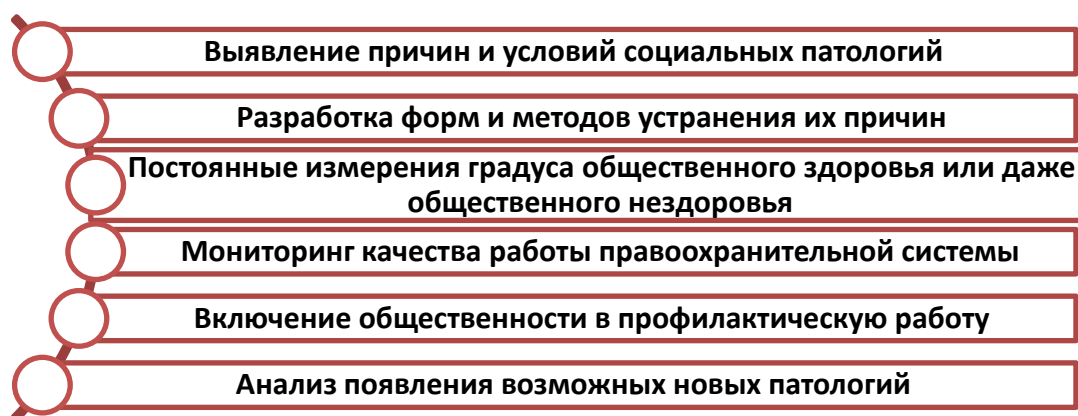 Выявление причин и условий социальных патологий
Разработка форм и методов устранения их причин
Постоянные измерения градуса общественного здоровья или даже
общественного нездоровья
Мониторинг качества работы правоохранительной системы
Включение общественности в профилактическую работу
Анализ появления возможных новых патологий